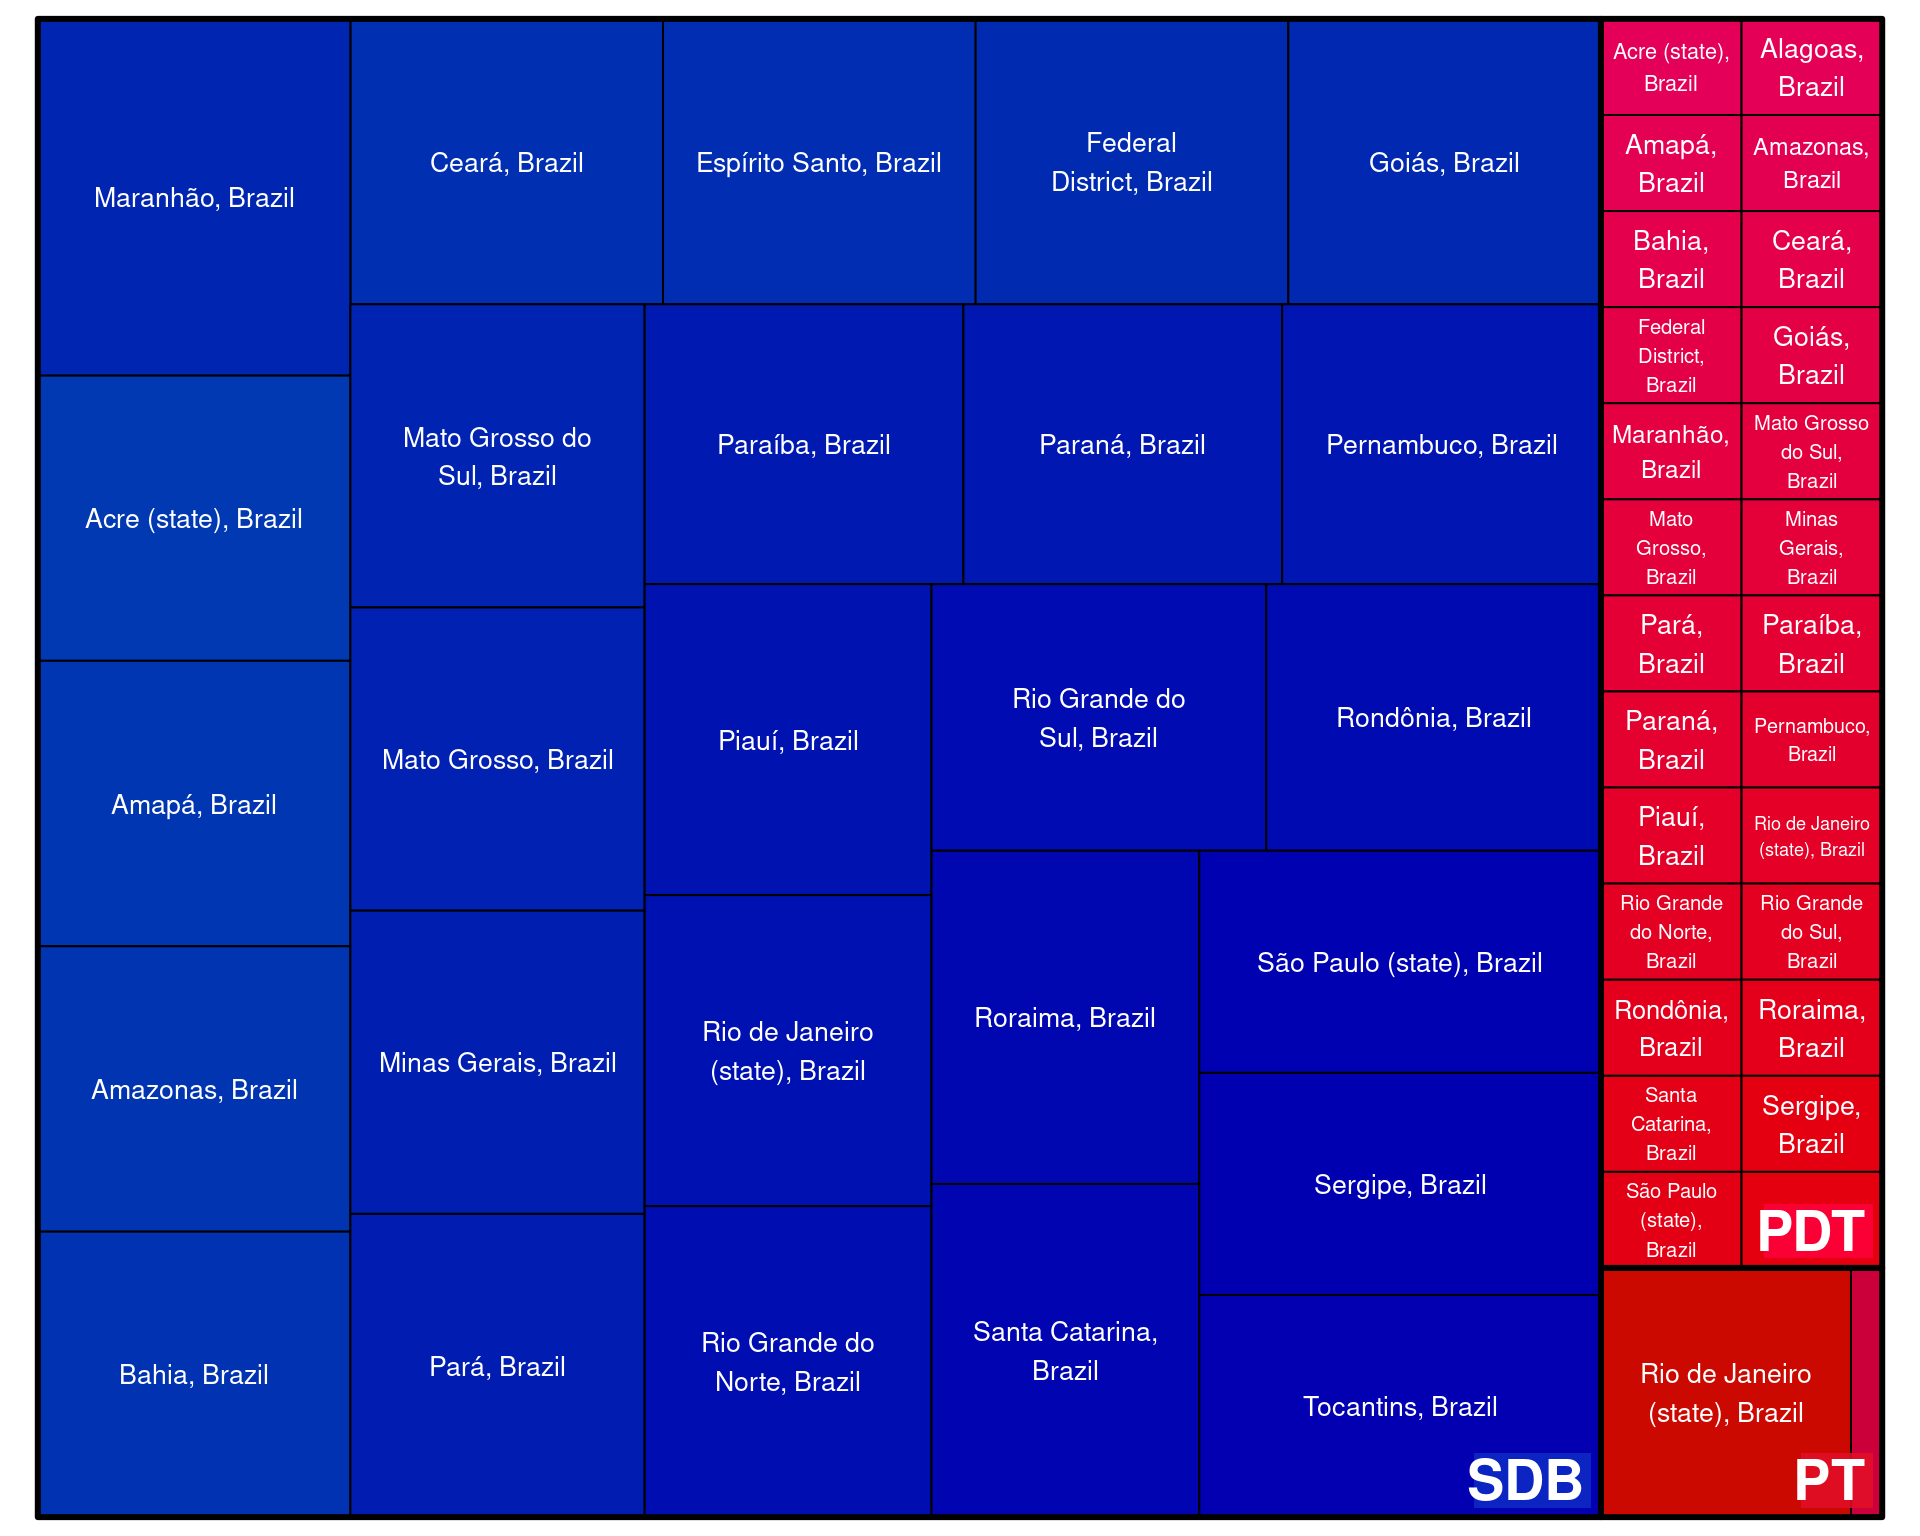 Maranhão, Brazil
Acre (state), Brazil
Amapá, Brazil
Amazonas, Brazil
Bahia, Brazil
Ceará, Brazil
Espírito Santo, Brazil
Federal
District, Brazil
Goiás, Brazil
Mato Grosso do
Sul, Brazil
Mato Grosso, Brazil
Minas Gerais, Brazil
Pará, Brazil
Paraíba, Brazil
Paraná, Brazil
Pernambuco, Brazil
Piauí, Brazil
Rio de Janeiro
(state), Brazil
Rio Grande do
Norte, Brazil
Rio Grande do
Sul, Brazil
Rondônia, Brazil
Roraima, Brazil
Santa Catarina,
Brazil
São Paulo (state), Brazil
Sergipe, Brazil
Tocantins, Brazil
SDB
Acre (state),
Brazil
Alagoas,
Brazil
Amapá,
Brazil
Amazonas,
Brazil
Bahia,
Brazil
Ceará,
Brazil
Federal
District,
Brazil
Goiás,
Brazil
Maranhão,
Brazil
Mato Grosso
do Sul,
Brazil
Mato
Grosso,
Brazil
Minas
Gerais,
Brazil
Pará,
Brazil
Paraíba,
Brazil
Paraná,
Brazil
Pernambuco,
Brazil
Piauí,
Brazil
Rio de Janeiro
(state), Brazil
Rio Grande
do Norte,
Brazil
Rio Grande
do Sul,
Brazil
Rondônia,
Brazil
Roraima,
Brazil
Santa
Catarina,
Brazil
Sergipe,
Brazil
São Paulo
(state),
Brazil
PDT
Rio de Janeiro
(state), Brazil
PT